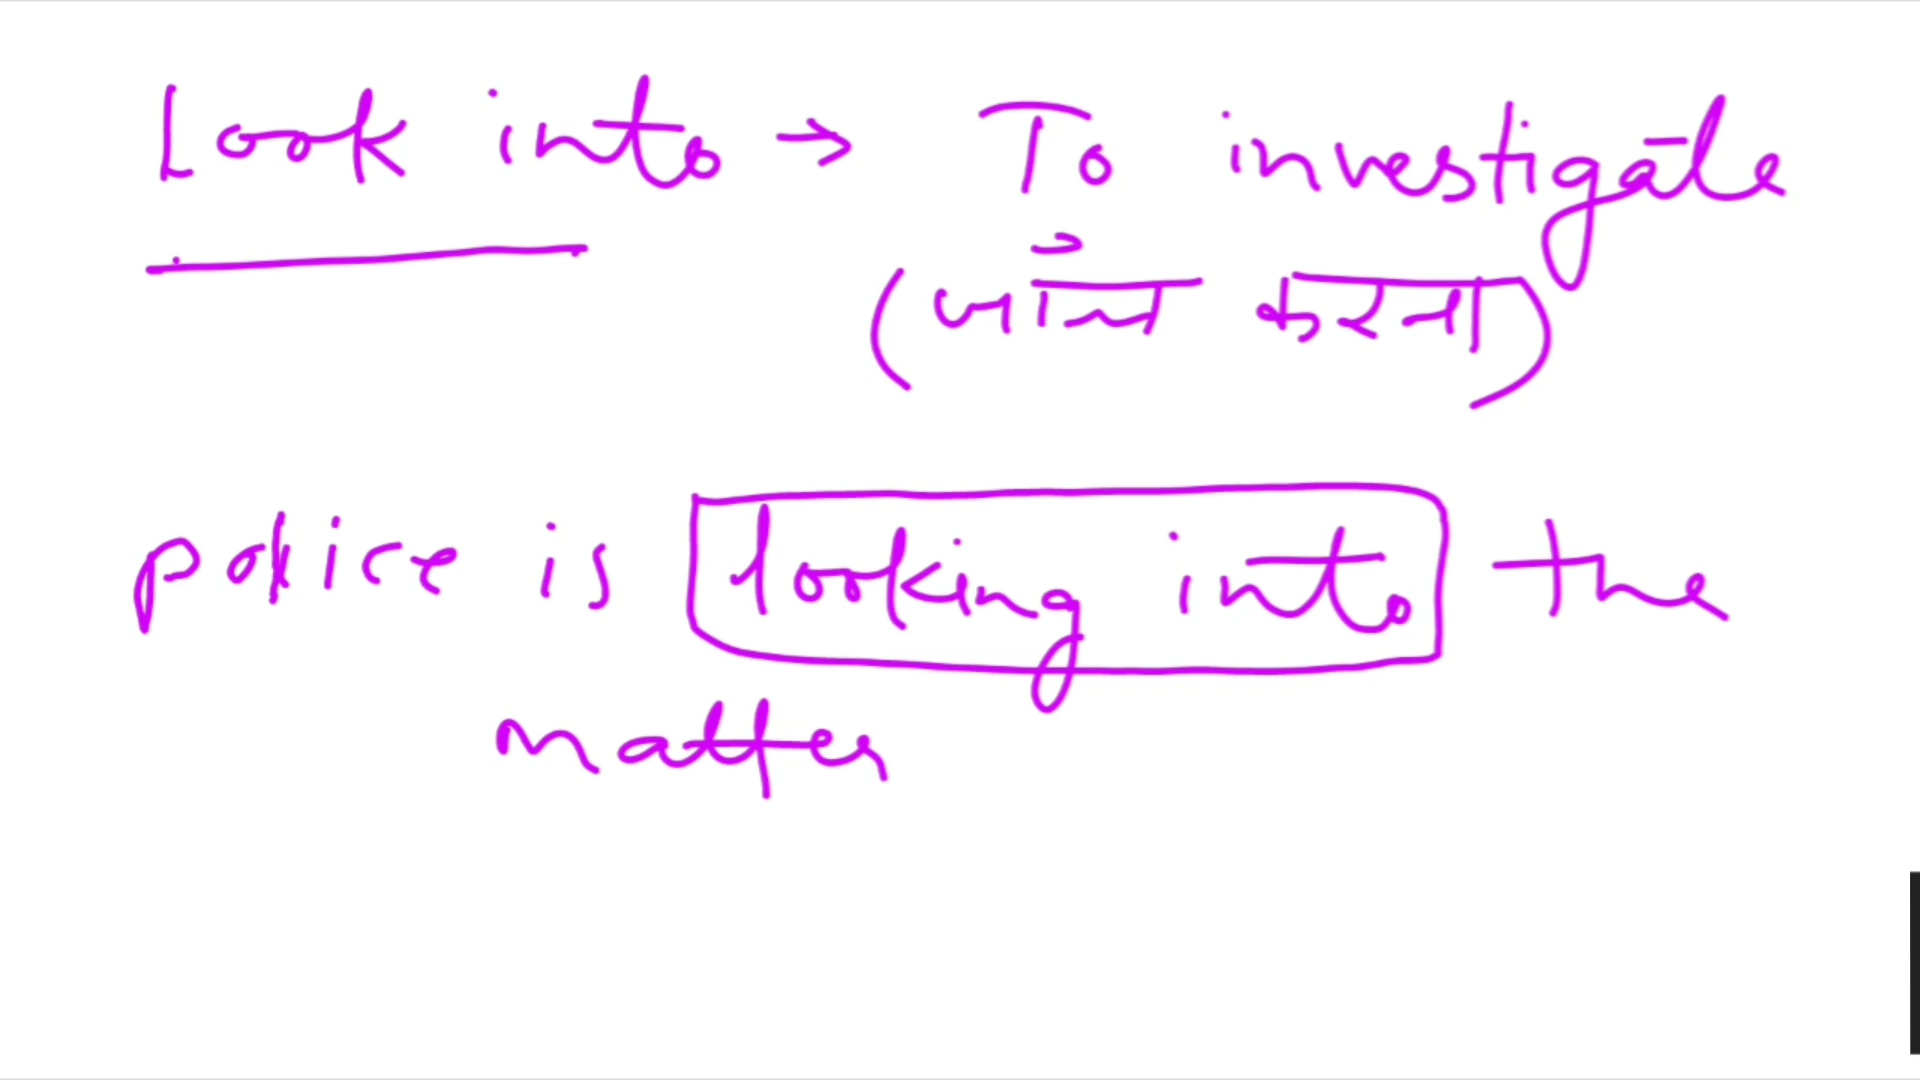 Look into → To investigate
(जांच करना)
police is looking into the
matter